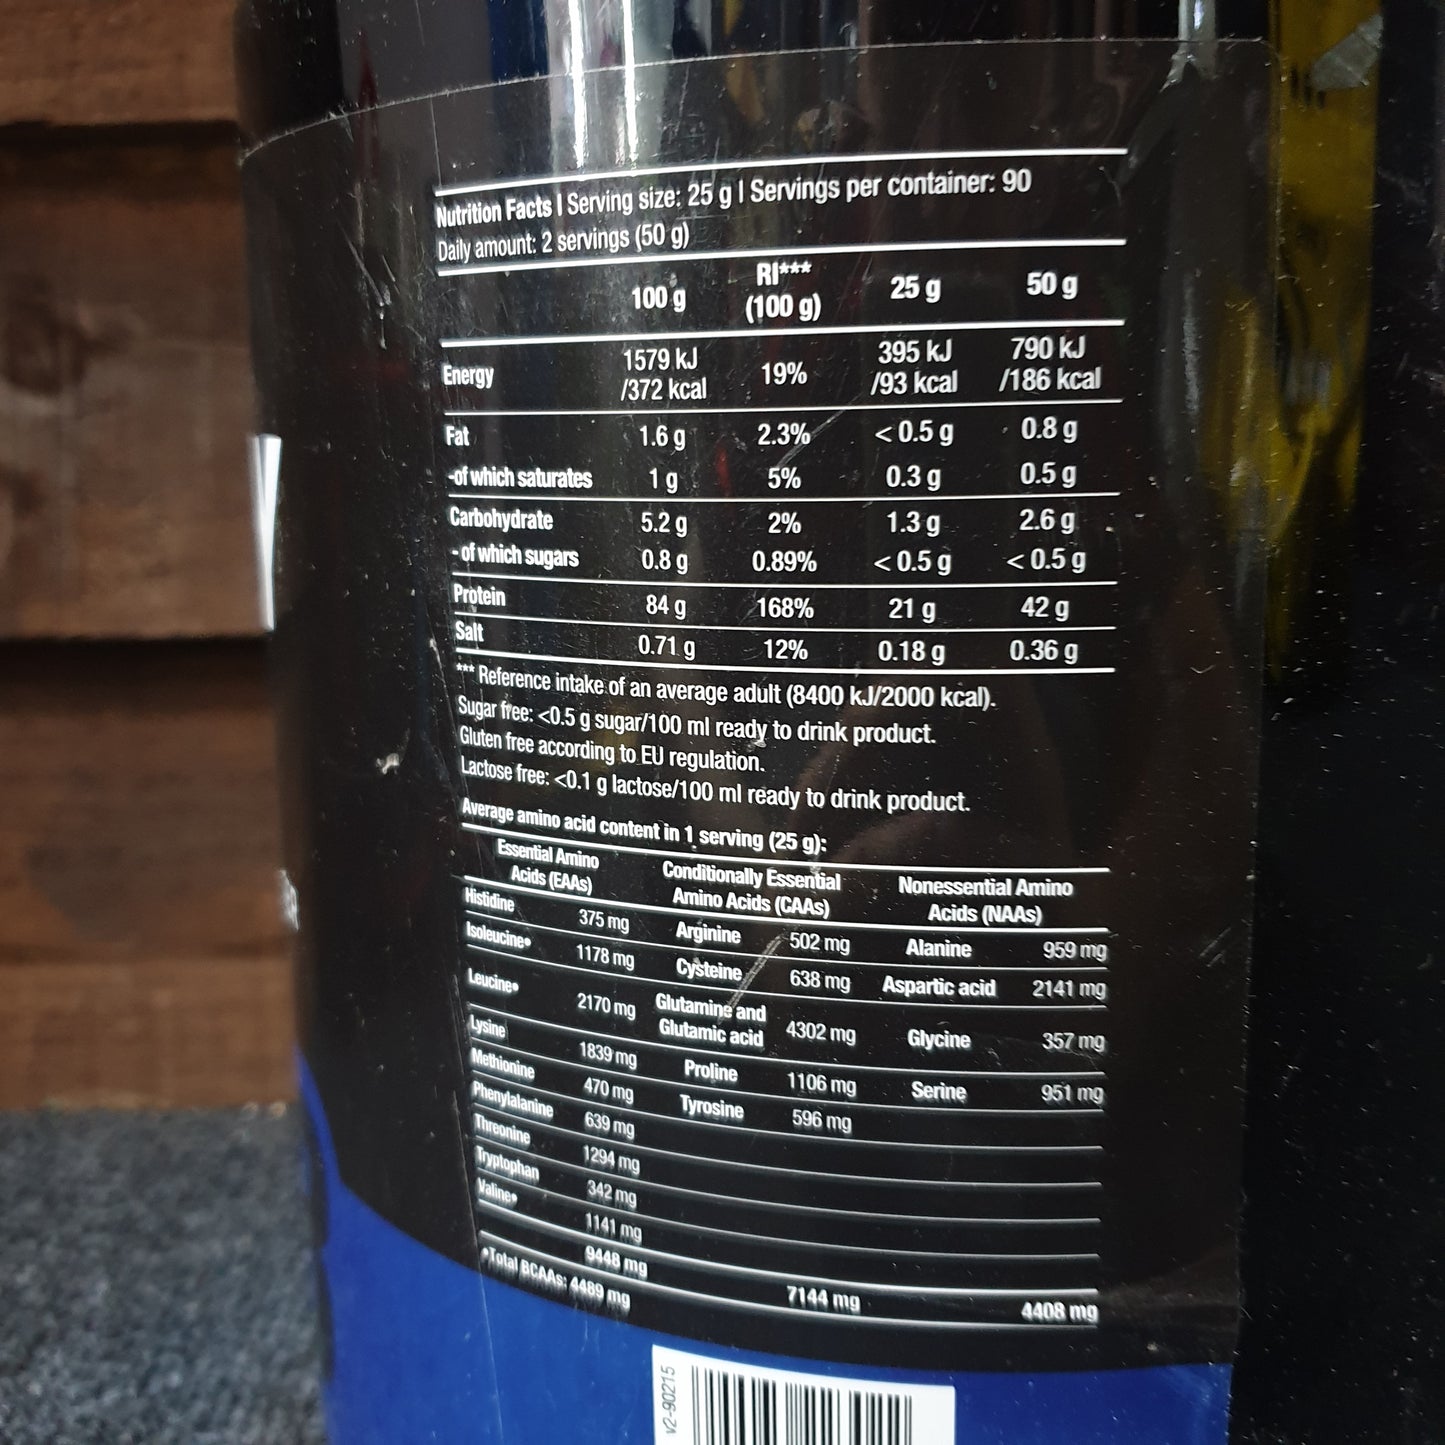 Nutrition Facts | Serving size: 25 g | Servings per container: 90
Daily amount: 2 servings (50 g)
100 g RI*** (100 g) 25 g 50 g
Energy 1579 kJ /372 kcal 19% 395 kJ /93 kcal 790 kJ /186 kcal
Fat 1.6 g 2.3% < 0.5 g 0.8 g
-of which saturates 1 g 5% 0.3 g 0.5 g
Carbohydrate 5.2 g 2% 1.3 g 2.6 g
- of which sugars 0.8 g 0.89% < 0.5 g < 0.5 g
Protein 84 g 168% 21 g 42 g
Salt 0.71 g 12% 0.18 g 0.36 g
*** Reference intake of an average adult (8400 kJ/2000 kcal).
Sugar free: <0.5 g sugar/100 ml ready to drink product.
Gluten free according to EU regulation.
Lactose free: <0.1 g lactose/100 ml ready to drink product.
Average amino acid content in 1 serving (25 g):
Essential Amino Acids (EAAs) Conditionally Essential Amino Acids (CAAs) Nonessential Amino Acids (NAAs)
Histidine 375 mg Arginine 502 mg Alanine 959 mg
Isoleucine• 1178 mg Cysteine 638 mg Aspartic acid 2141 mg
Leucine• 2170 mg Glutamine and Glutamic acid 4302 mg Glycine 357 mg
Lysine 1839 mg Proline 1106 mg Serine 951 mg
Methionine 470 mg Tyrosine 596 mg
Phenylalanine 639 mg
Threonine 1294 mg
Tryptophan 342 mg
Valine• 1141 mg
9448 mg 7144 mg 4408 mg
•Total BCAAs: 4489 mg
v2-90215